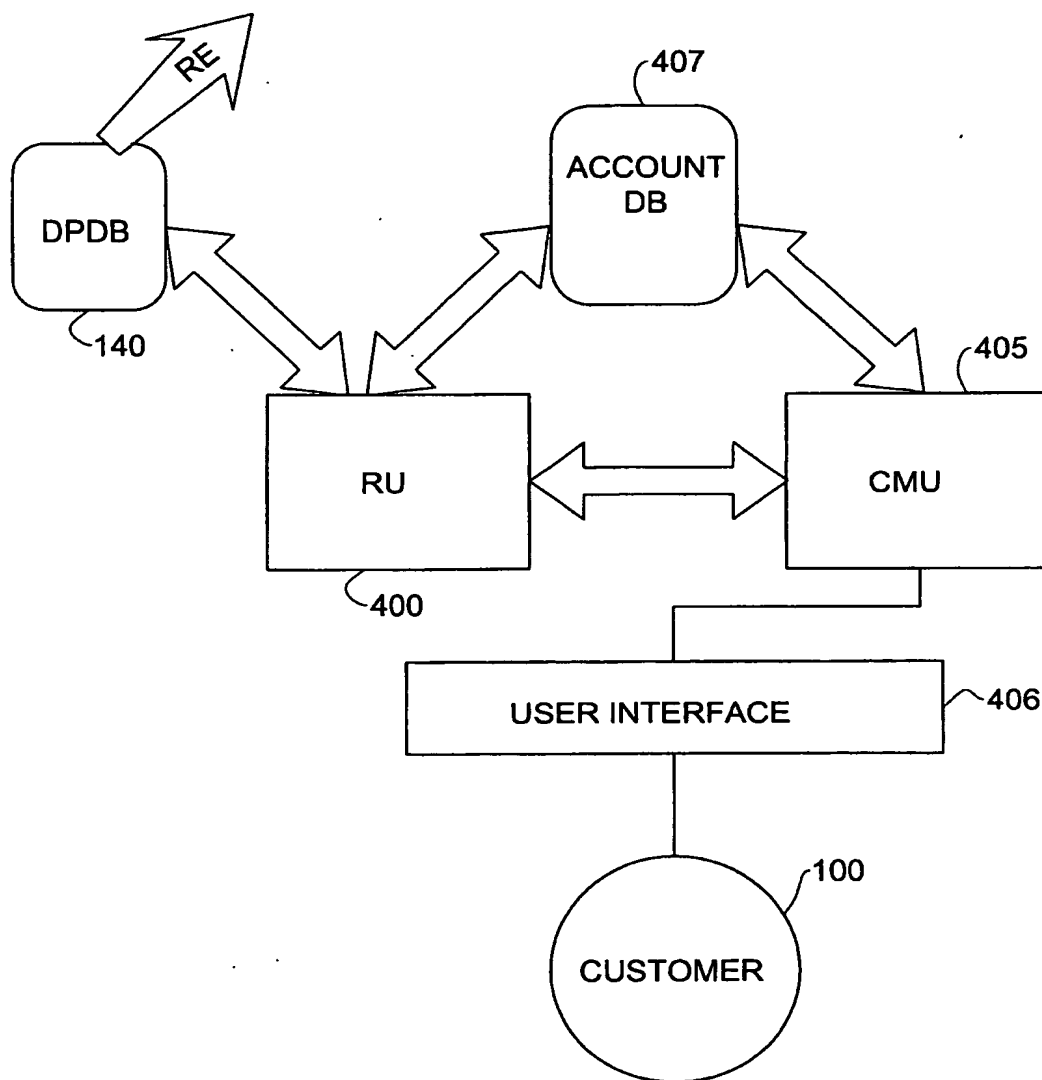 RE
407
ACCOUNT
DB
DPDB
140
405
RU
CMU
400
USER INTERFACE
406
100
CUSTOMER